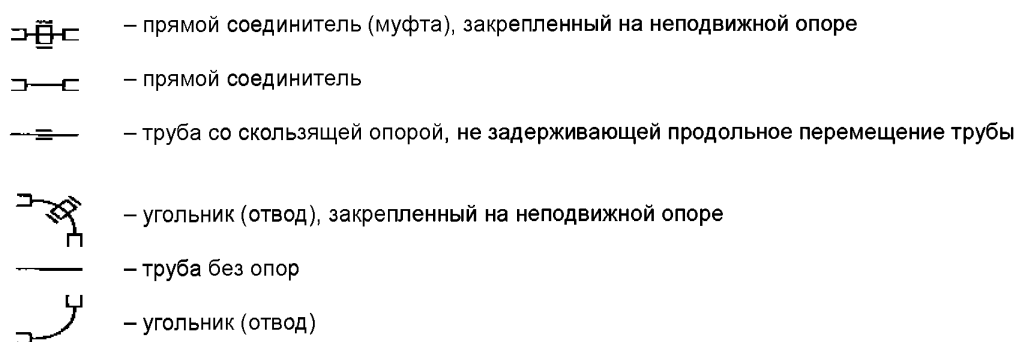 – прямой соединитель (муфта), закрепленный на неподвижной опоре
– прямой соединитель
– труба со скользящей опорой, не задерживающей продольное перемещение трубы
– угольник (отвод), закрепленный на неподвижной опоре
– труба без опор
– угольник (отвод)